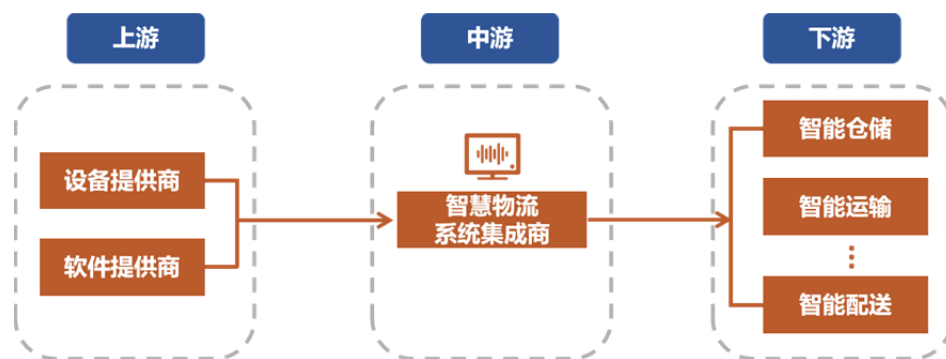 上游
中游
下游
设备提供商
软件提供商
智慧物流
系统集成商
智能仓储
智能运输
智能配送